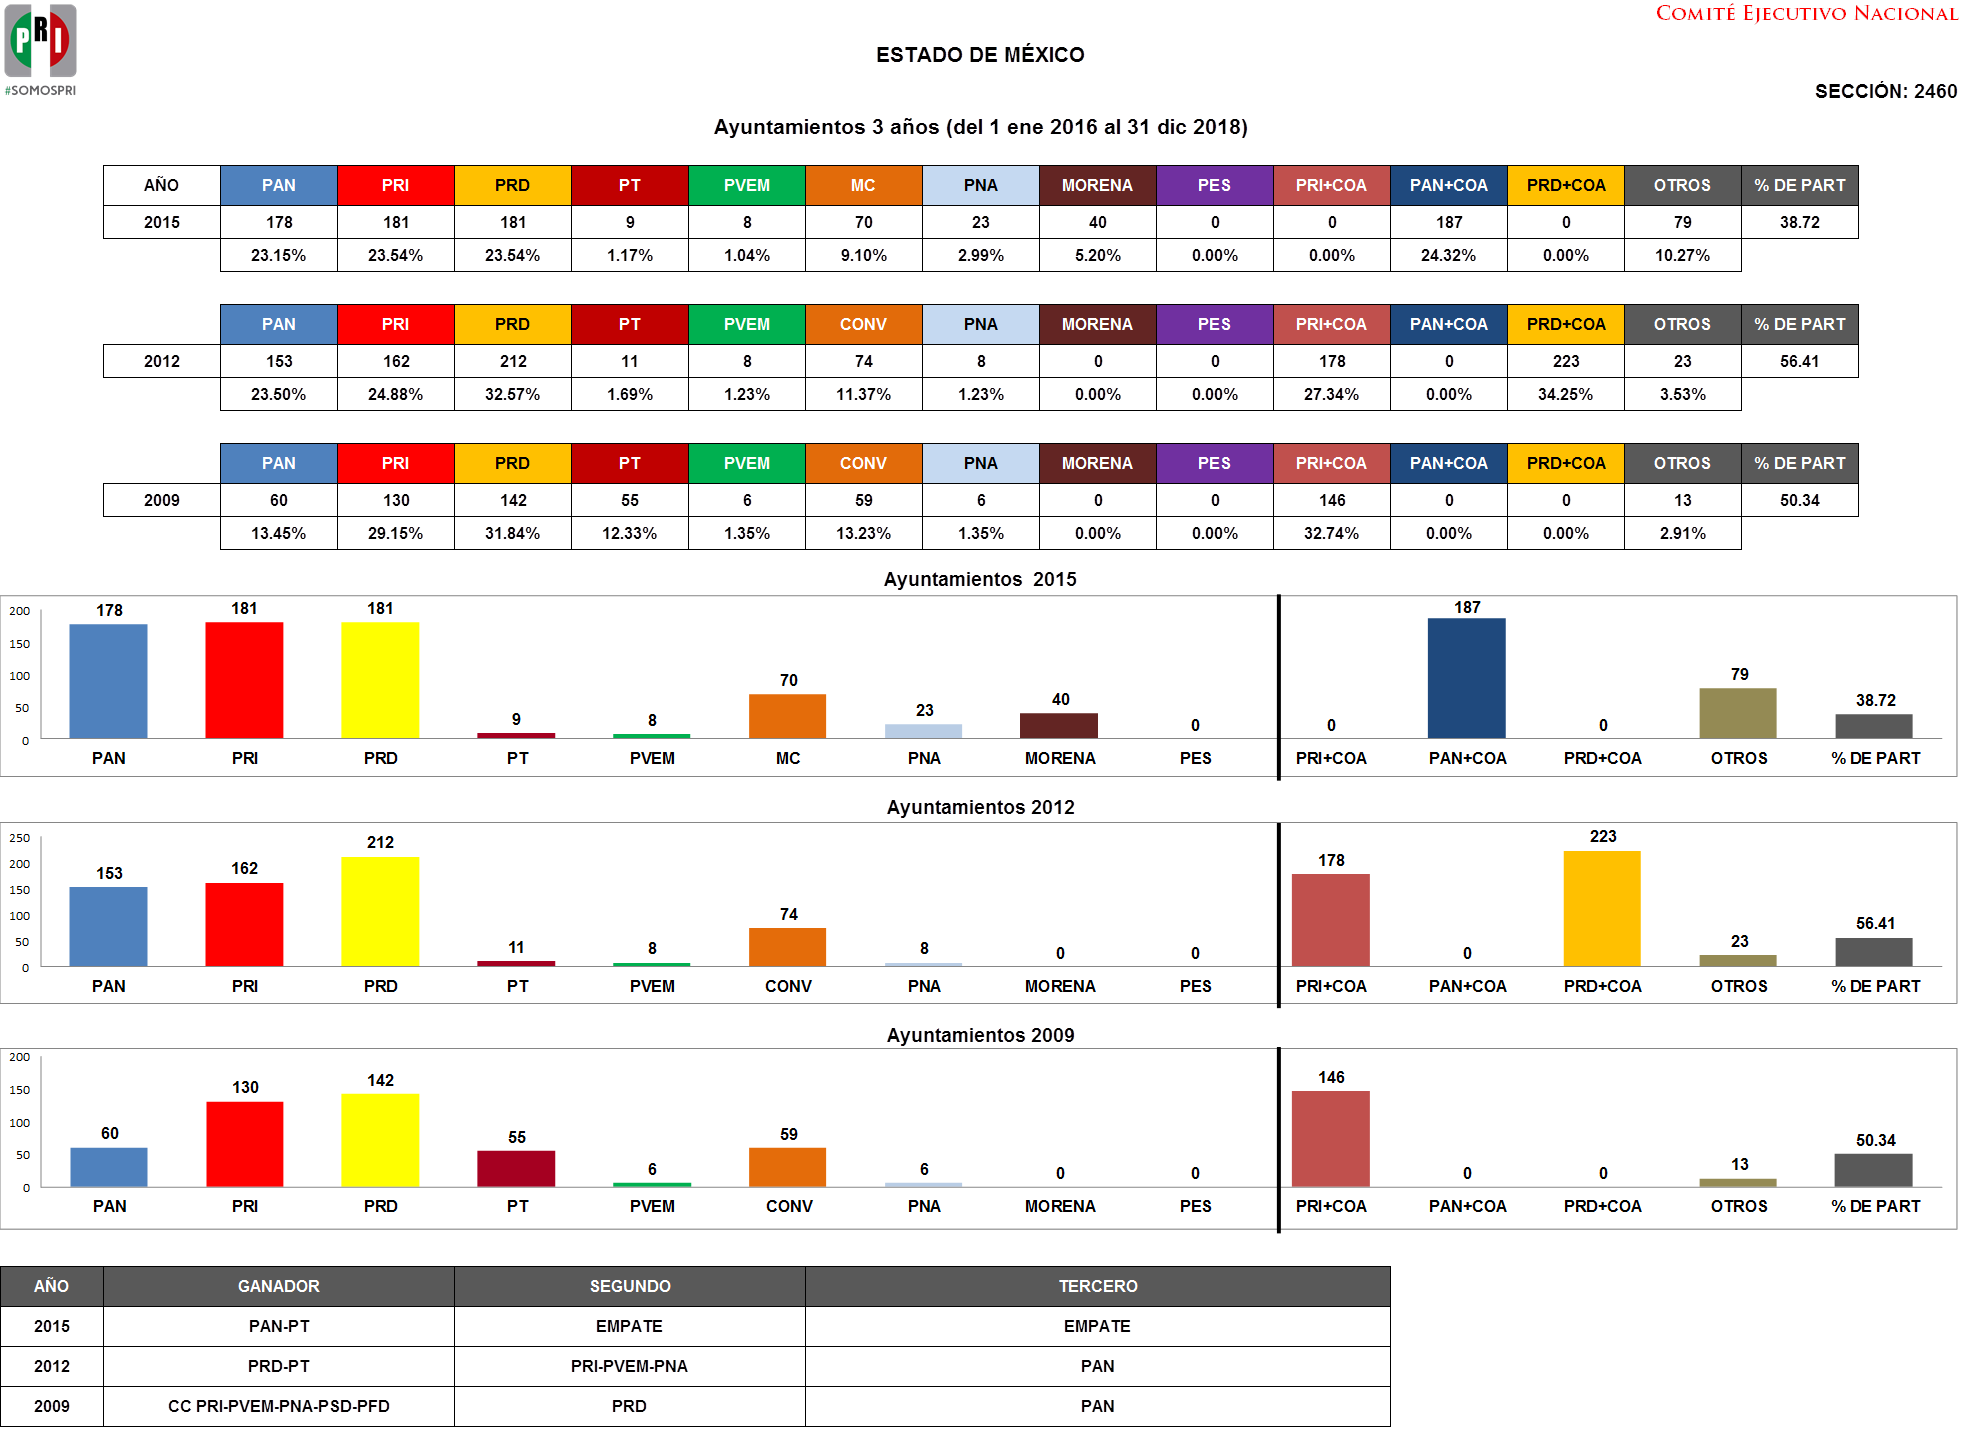 PRI
#SOMOSPRI
COMITÉ EJECUTIVO NACIONAL
ESTADO DE MÉXICO
SECCIÓN: 2460
Ayuntamientos 3 años (del 1 ene 2016 al 31 dic 2018)
AÑO PAN PRI PRD PT PVEM MC PNA MORENA PES PRI+COA PAN+COA PRD+COA OTROS % DE PART
2015 178 181 181 9 8 70 23 40 0 0 187 0 79 38.72
23.15% 23.54% 23.54% 1.17% 1.04% 9.10% 2.99% 5.20% 0.00% 0.00% 24.32% 0.00% 10.27%
PAN PRI PRD PT PVEM CONV PNA MORENA PES PRI+COA PAN+COA PRD+COA OTROS % DE PART
2012 153 162 212 11 8 74 8 0 0 178 0 223 23 56.41
23.50% 24.88% 32.57% 1.69% 1.23% 11.37% 1.23% 0.00% 0.00% 27.34% 0.00% 34.25% 3.53%
PAN PRI PRD PT PVEM CONV PNA MORENA PES PRI+COA PAN+COA PRD+COA OTROS % DE PART
2009 60 130 142 55 6 59 6 0 0 146 0 0 13 50.34
13.45% 29.15% 31.84% 12.33% 1.35% 13.23% 1.35% 0.00% 0.00% 32.74% 0.00% 0.00% 2.91%
Ayuntamientos 2015
200
150
100
50
0
178 181 181 9 8 70 23 40 0 0 187 0 79 38.72
PAN PRI PRD PT PVEM MC PNA MORENA PES PRI+COA PAN+COA PRD+COA OTROS % DE PART
Ayuntamientos 2012
250
200
150
100
50
0
153 162 212 11 8 74 8 0 0 178 0 223 23 56.41
PAN PRI PRD PT PVEM CONV PNA MORENA PES PRI+COA PAN+COA PRD+COA OTROS % DE PART
Ayuntamientos 2009
200
150
100
50
0
60 130 142 55 6 59 6 0 0 146 0 0 13 50.34
PAN PRI PRD PT PVEM CONV PNA MORENA PES PRI+COA PAN+COA PRD+COA OTROS % DE PART
AÑO GANADOR SEGUNDO TERCERO
2015 PAN-PT EMPATE EMPATE
2012 PRD-PT PRI-PVEM-PNA PAN
2009 CC PRI-PVEM-PNA-PSD-PFD PRD PAN